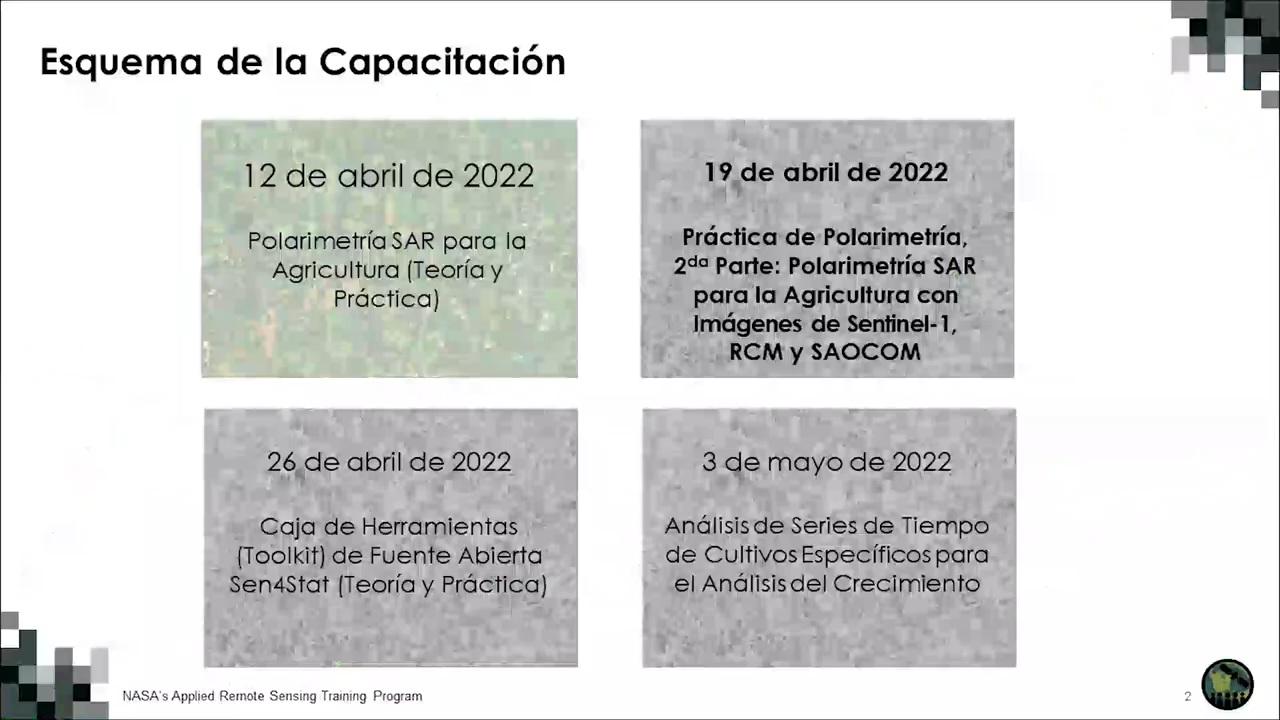 Esquema de la Capacitación
12 de abril de 2022
Polarimetría SAR para la
Agricultura (Teoría y
Práctica)
19 de abril de 2022
Práctica de Polarimetría,
2da Parte: Polarimetría SAR
para la Agricultura con
Imágenes de Sentinel-1,
RCM y SAOCOM
26 de abril de 2022
Caja de Herramientas
(Toolkit) de Fuente Abierta
Sen4Stat (Teoría y Práctica)
3 de mayo de 2022
Análisis de Series de Tiempo
de Cultivos Específicos para
el Análisis del Crecimiento
NASA's Applied Remote Sensing Training Program
2